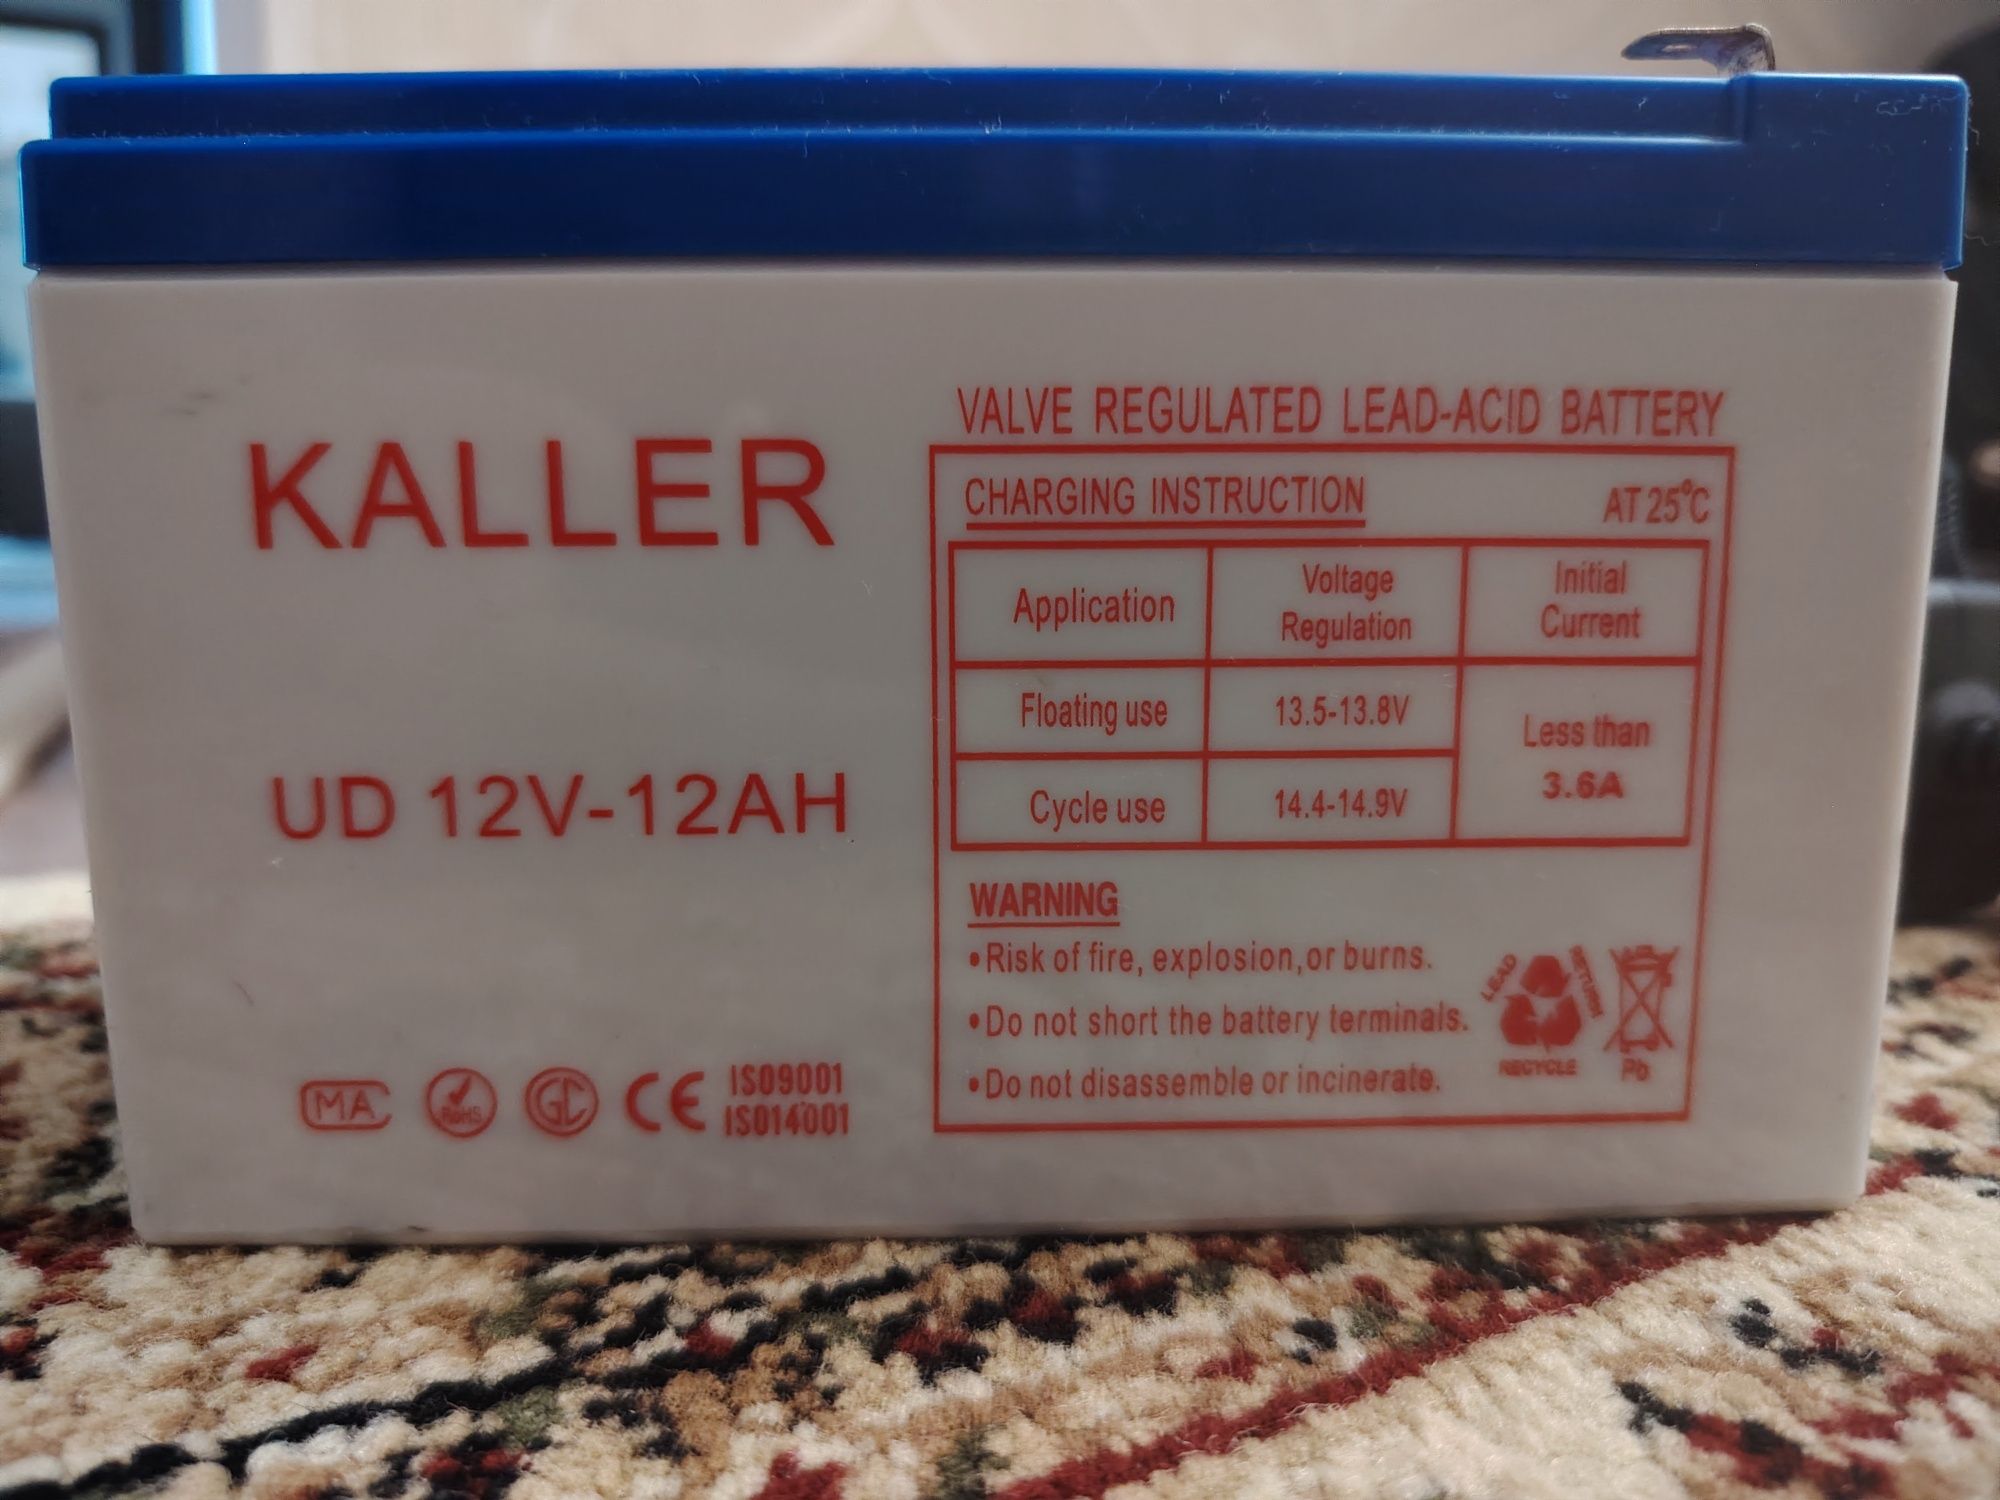 KALLER
UD 12V-12AH
MA
RoHS
GC
CE
ISO9001
ISO14001
VALVE REGULATED LEAD-ACID BATTERY
CHARGING INSTRUCTION AT 25°C
Application Voltage Regulation Initial Current
Floating use 13.5-13.8V Less than 3.6A
Cycle use 14.4-14.9V
WARNING
•Risk of fire, explosion,or burns.
•Do not short the battery terminals.
•Do not disassemble or incinerate.
LEAD RETURN RECYCLE
Pb